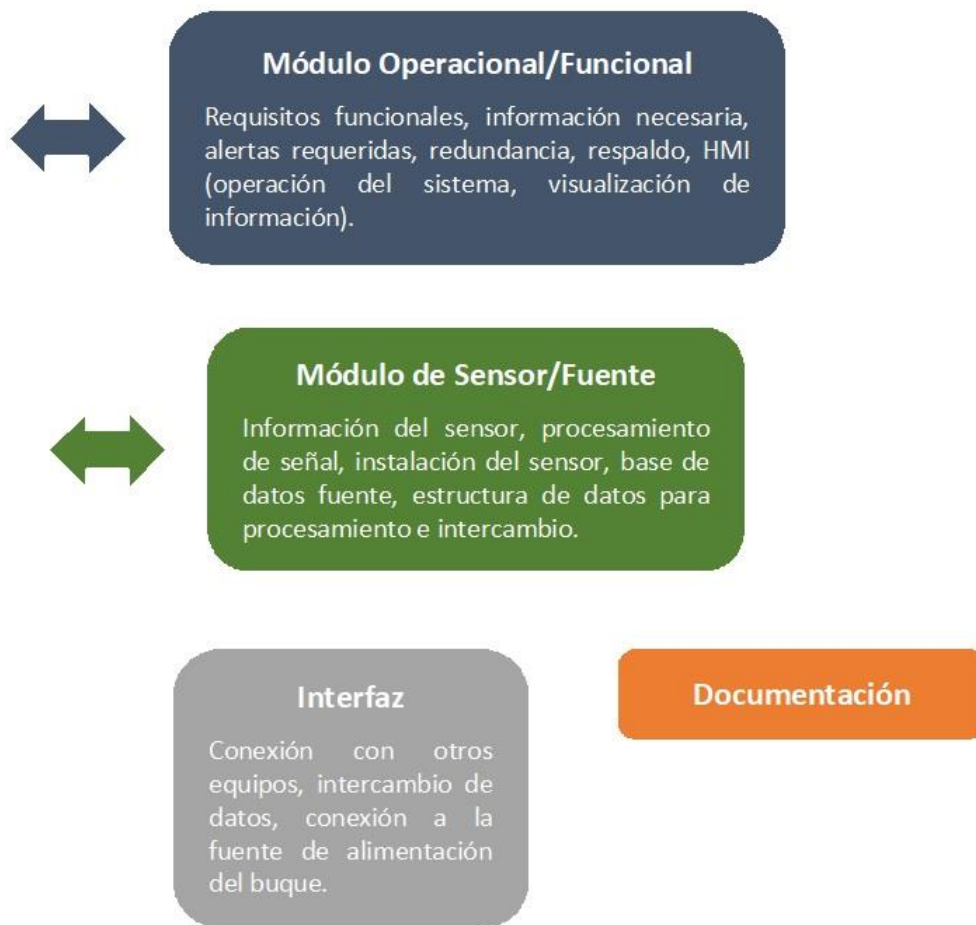 Módulo Operacional/Funcional
Requisitos funcionales, información necesaria,
alertas requeridas, redundancia, respaldo, HMI
(operación del sistema, visualización de
información).
Módulo de Sensor/Fuente
Información del sensor, procesamiento
de señal, instalación del sensor, base de
datos fuente, estructura de datos para
procesamiento e intercambio.
Interfaz
Conexión con otros
equipos, intercambio de
datos, conexión a la
fuente de alimentación
del buque.
Documentación